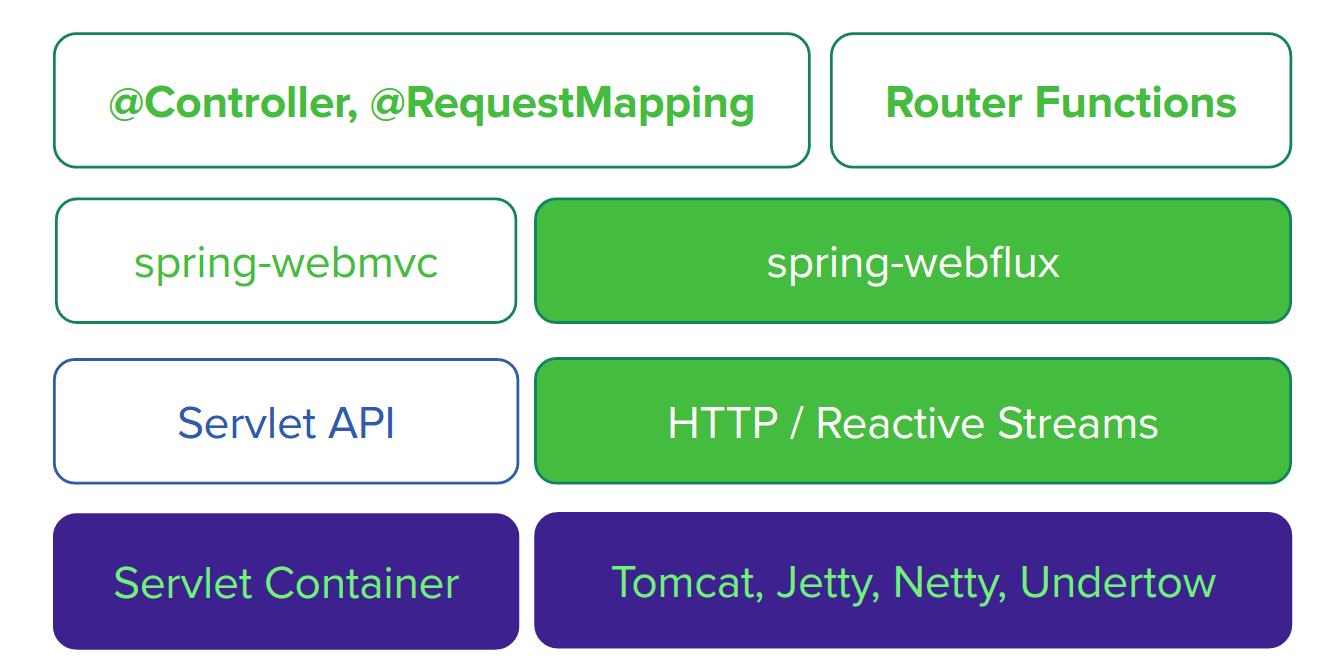 @Controller, @RequestMapping
Router Functions
spring-webmvc
spring-webflux
Servlet API
HTTP / Reactive Streams
Servlet Container
Tomcat, Jetty, Netty, Undertow